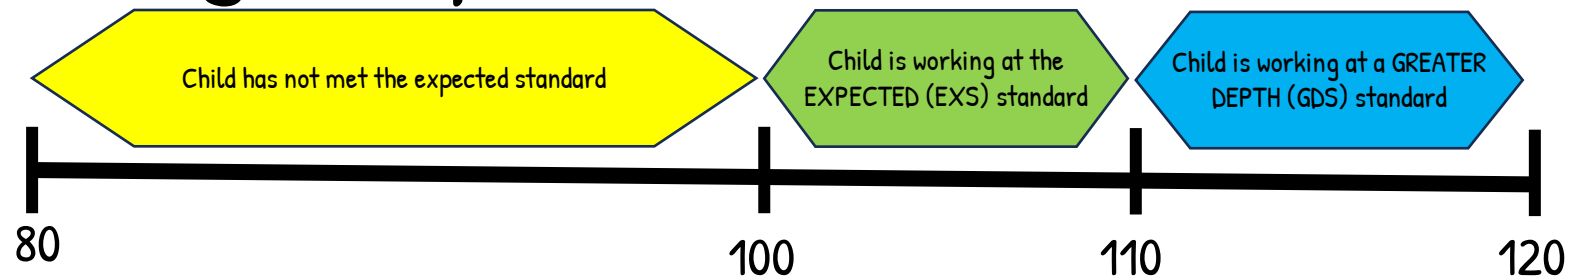 Child has not met the expected standard
Child is working at the
EXPECTED (EXS) standard
Child is working at a GREATER
DEPTH (GDS) standard
80
100
110
120